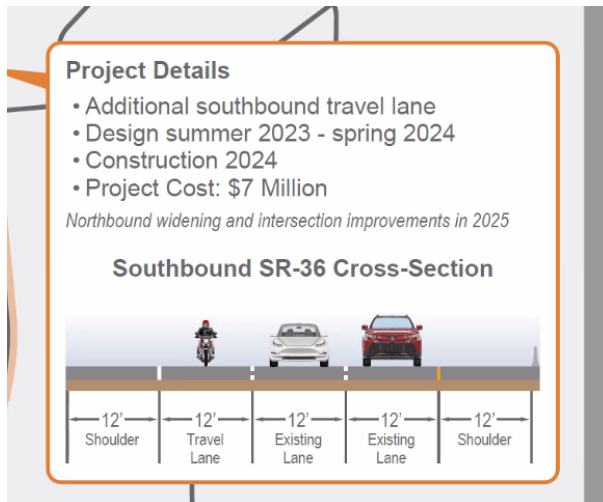 Project Details
• Additional southbound travel lane
• Design summer 2023 - spring 2024
• Construction 2024
• Project Cost: $7 Million
Northbound widening and intersection improvements in 2025
Southbound SR-36 Cross-Section
12' 12' 12' 12' 12'
Shoulder Travel Existing Existing Shoulder
Lane Lane Lane